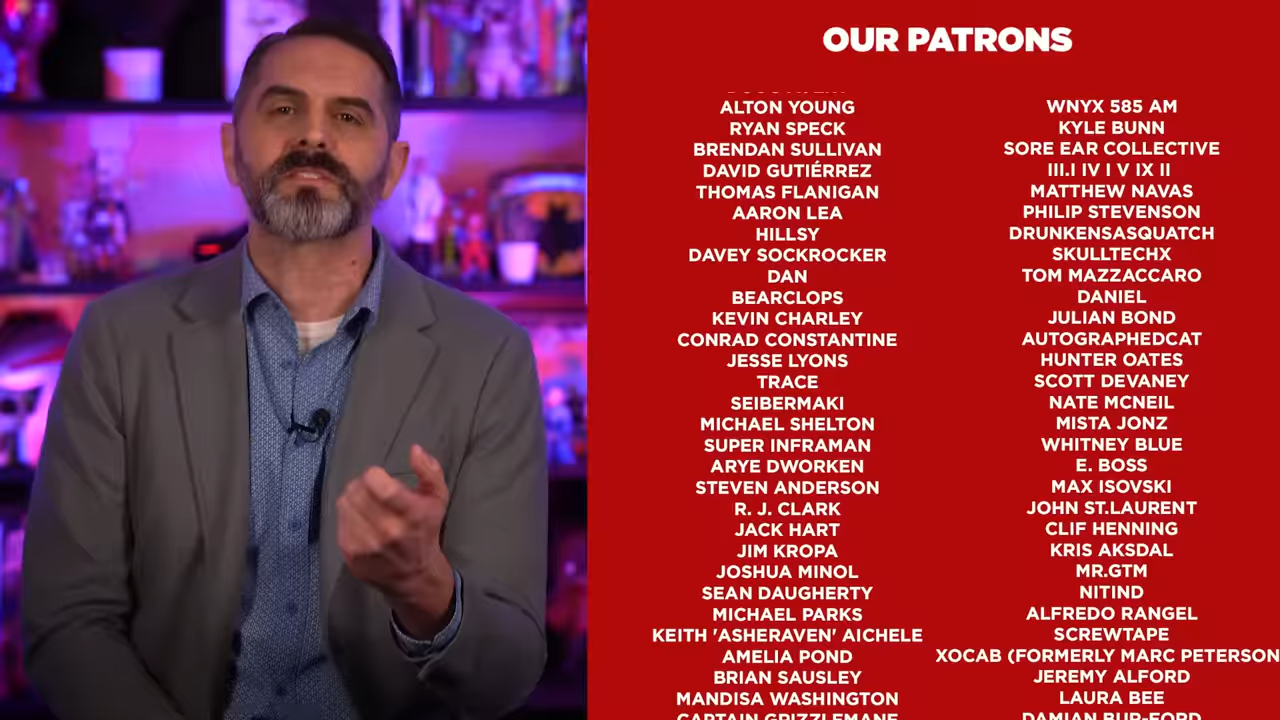 OUR PATRONS
ALTON YOUNG
RYAN SPECK
BRENDAN SULLIVAN
DAVID GUTIÉRREZ
THOMAS FLANIGAN
AARON LEA
HILLSY
DAVEY SOCKROCKER
DAN
BEARCLOPS
KEVIN CHARLEY
CONRAD CONSTANTINE
JESSE LYONS
TRACE
SEIBERMAKI
MICHAEL SHELTON
SUPER INFRAMAN
ARYE DWORKEN
STEVEN ANDERSON
R. J. CLARK
JACK HART
JIM KROPA
JOSHUA MINOL
SEAN DAUGHERTY
MICHAEL PARKS
KEITH 'ASHERAVEN' AICHELE
AMELIA POND
BRIAN SAUSLEY
MANDISA WASHINGTON
CAPTAIN GRIZZLEMANE
WNYX 585 AM
KYLE BUNN
SORE EAR COLLECTIVE
III.I IV I V IX II
MATTHEW NAVAS
PHILIP STEVENSON
DRUNKENSASQUATCH
SKULLTECHX
TOM MAZZACCARO
DANIEL
JULIAN BOND
AUTOGRAPHEDCAT
HUNTER OATES
SCOTT DEVANEY
NATE MCNEIL
MISTA JONZ
WHITNEY BLUE
E. BOSS
MAX ISOVSKI
JOHN ST.LAURENT
CLIF HENNING
KRIS AKSDAL
MR.GTM
NITIND
ALFREDO RANGEL
SCREWTAPE
XOCAB (FORMERLY MARC PETERSON
JEREMY ALFORD
LAURA BEE
DAMIAN BUR-FORD